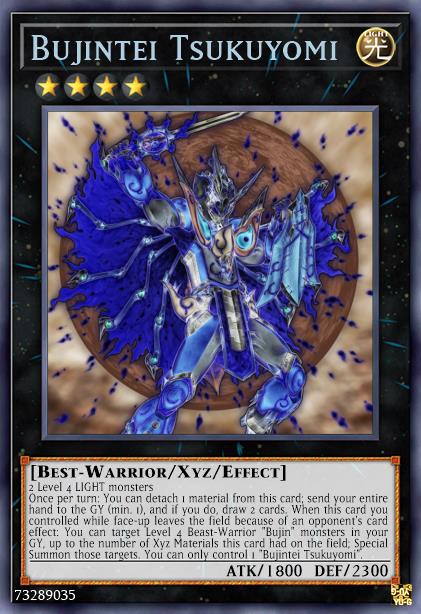 BUJINTEI TSUKUYOMI
LIGHT
光
[BEST-WARRIOR/XYZ/EFFECT]
2 Level 4 LIGHT monsters
Once per turn: You can detach 1 material from this card; send your entire
hand to the GY (min. 1), and if you do, draw 2 cards. When this card you
controlled while face-up leaves the field because of an opponent's card
effect: You can target Level 4 Beast-Warrior "Bujin" monsters in your
GY, up to the number of Xyz Materials this card had on the field; Special
Summon those targets. You can only control 1 "Bujintei Tsukuyomi".
ATK/1800 DEF/2300
73289035